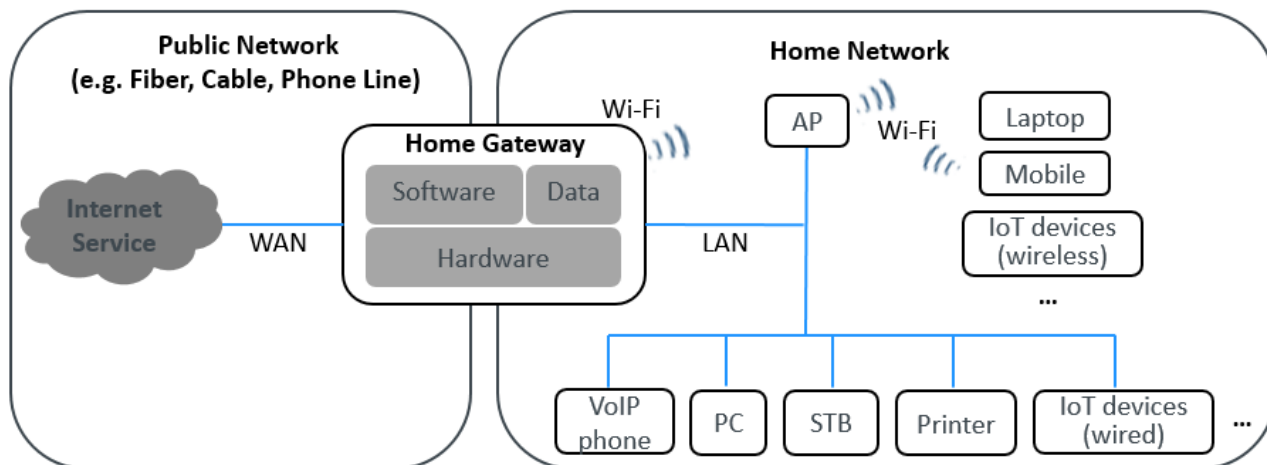 Public Network
(e.g. Fiber, Cable, Phone Line)
Internet
Service
WAN
Home Gateway
Software
Data
Hardware
Home Network
Wi-Fi
AP
Wi-Fi
LAN
Laptop
Mobile
IoT devices
(wireless)
...
VoIP
phone
PC
STB
Printer
IoT devices
(wired)
...